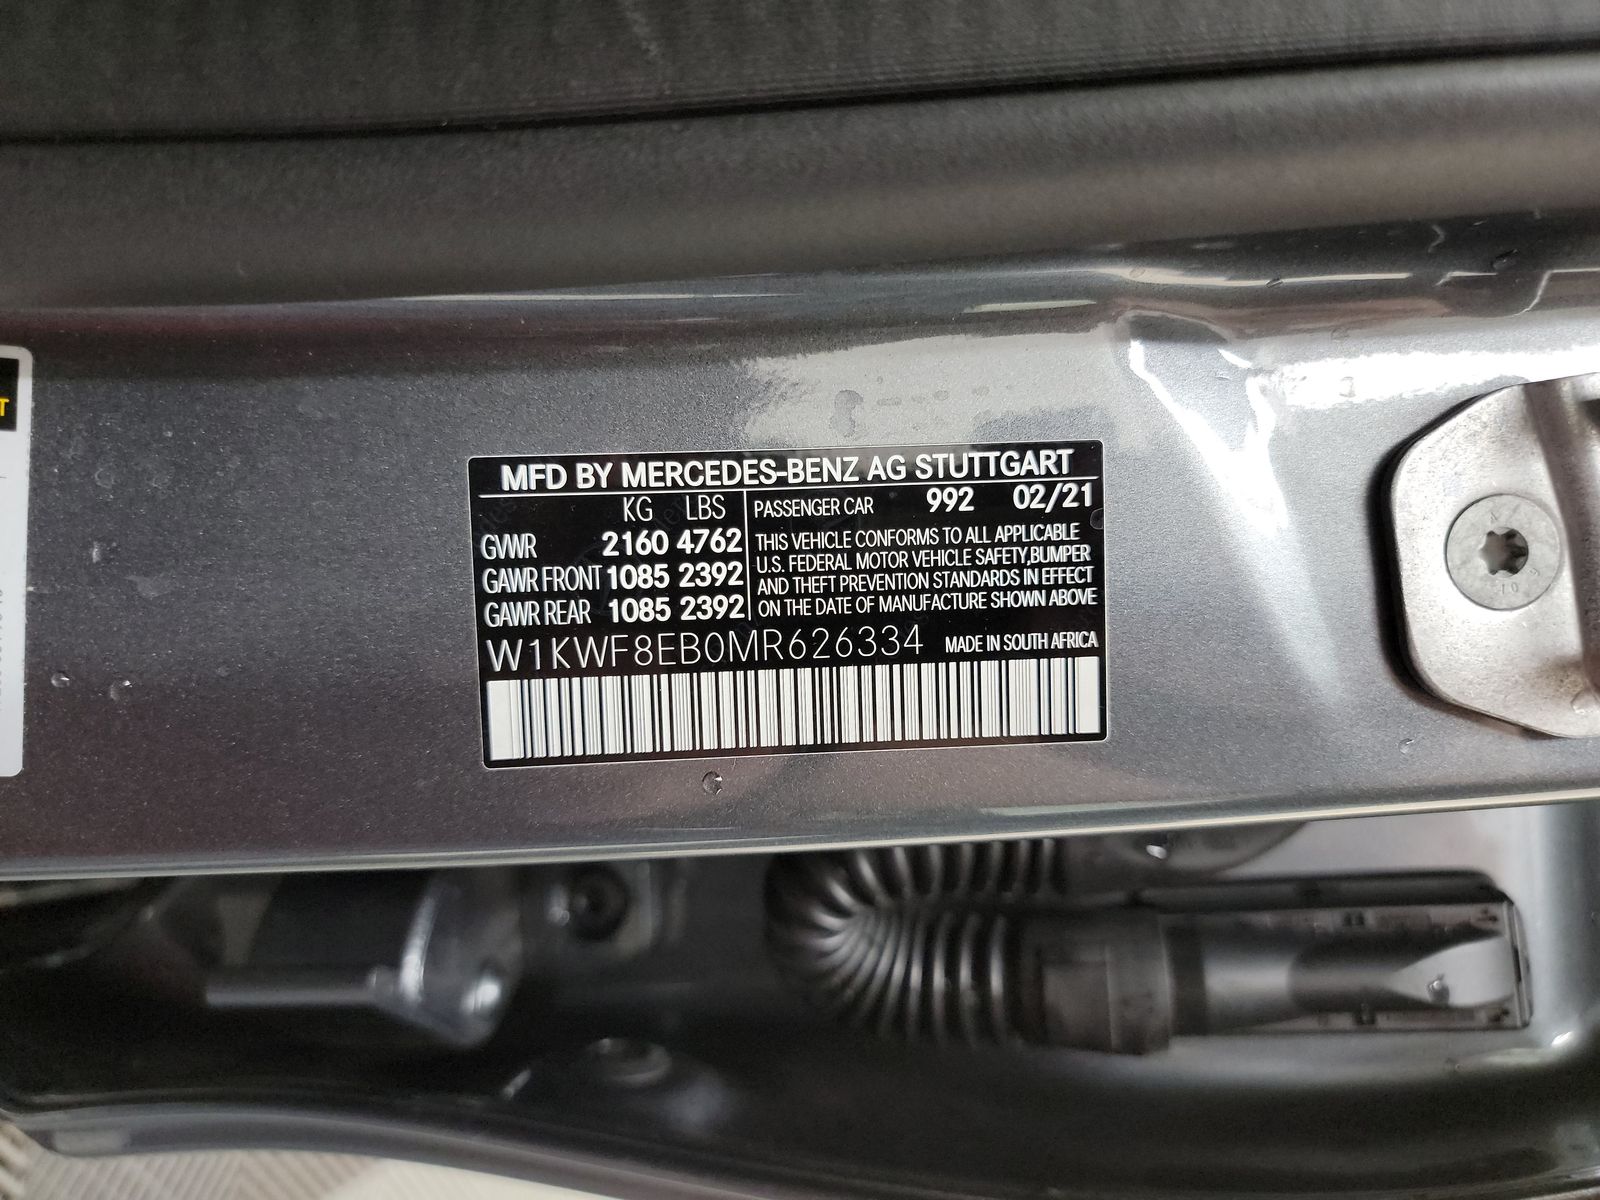 MFD BY MERCEDES-BENZ AG STUTTGART
KG LBS
GVWR 2160 4762
GAWR FRONT 1085 2392
GAWR REAR 1085 2392
PASSENGER CAR 992 02/21
THIS VEHICLE CONFORMS TO ALL APPLICABLE
U.S. FEDERAL MOTOR VEHICLE SAFETY,BUMPER
AND THEFT PREVENTION STANDARDS IN EFFECT
ON THE DATE OF MANUFACTURE SHOWN ABOVE
W1KWF8EB0MR626334 MADE IN SOUTH AFRICA